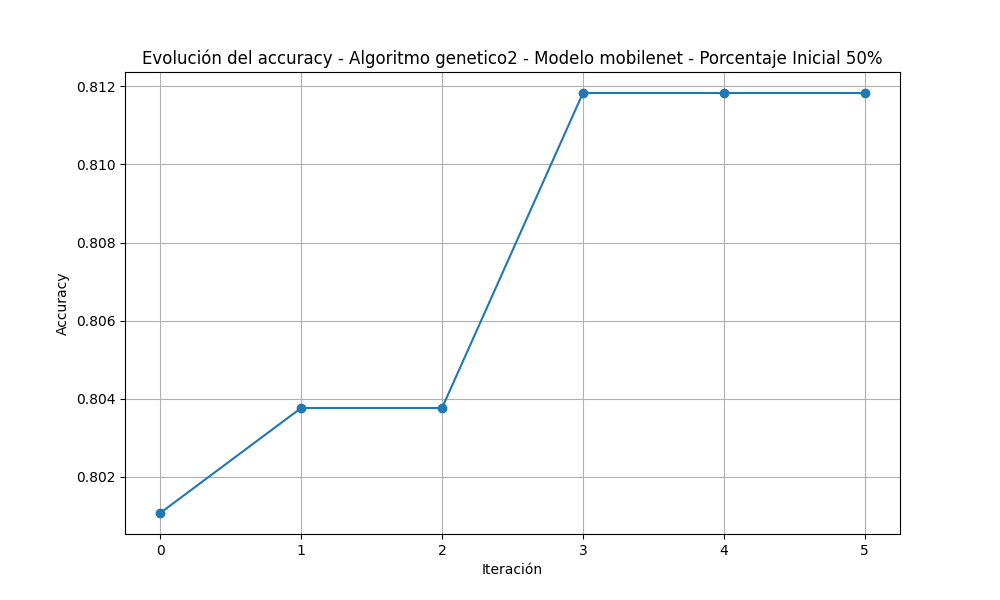 Evolución del accuracy - Algoritmo genetico2 - Modelo mobilenet - Porcentaje Inicial 50%
0.812
0.810
0.808
0.806
0.804
0.802
Accuracy
0 1 2 3 4 5
Iteración